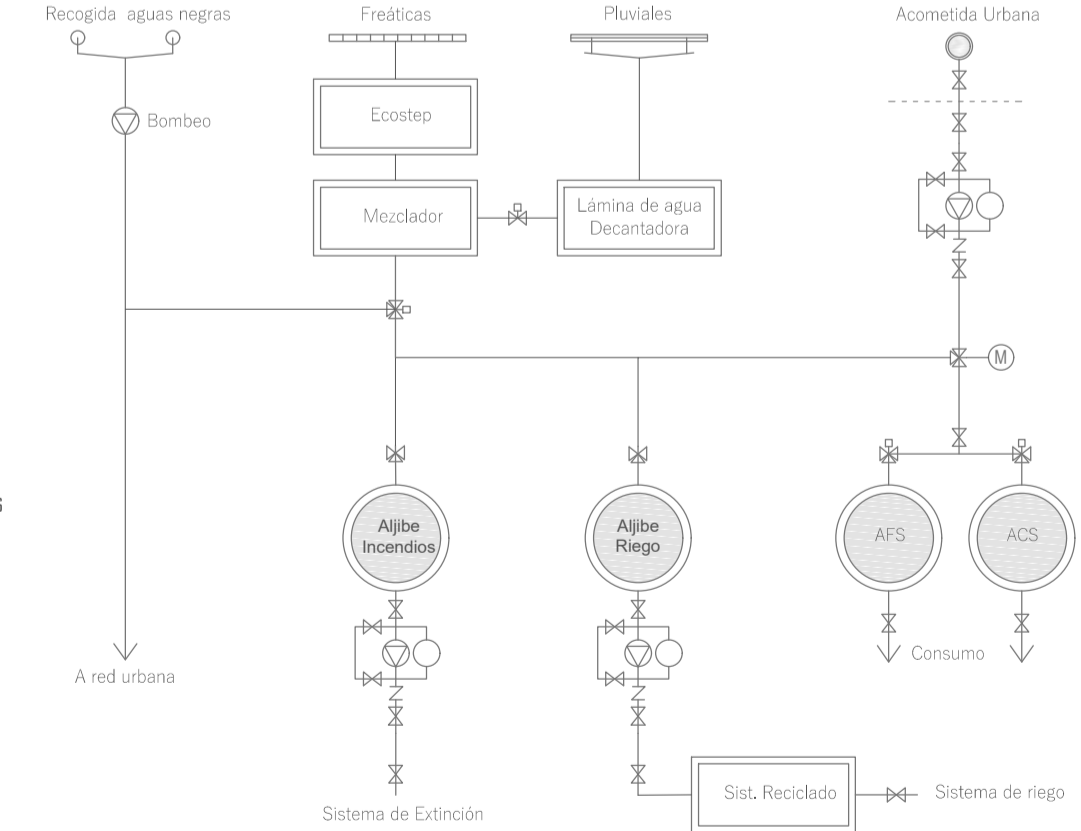 Recogida aguas negras
Freáticas
Pluviales
Acometida Urbana
Bombeo
Ecostep
Mezclador
Lámina de agua
Decantadora
M
Aljibe
Incendios
Aljibe
Riego
AFS
ACS
A red urbana
Consumo
Sistema de Extinción
Sist. Reciclado
Sistema de riego